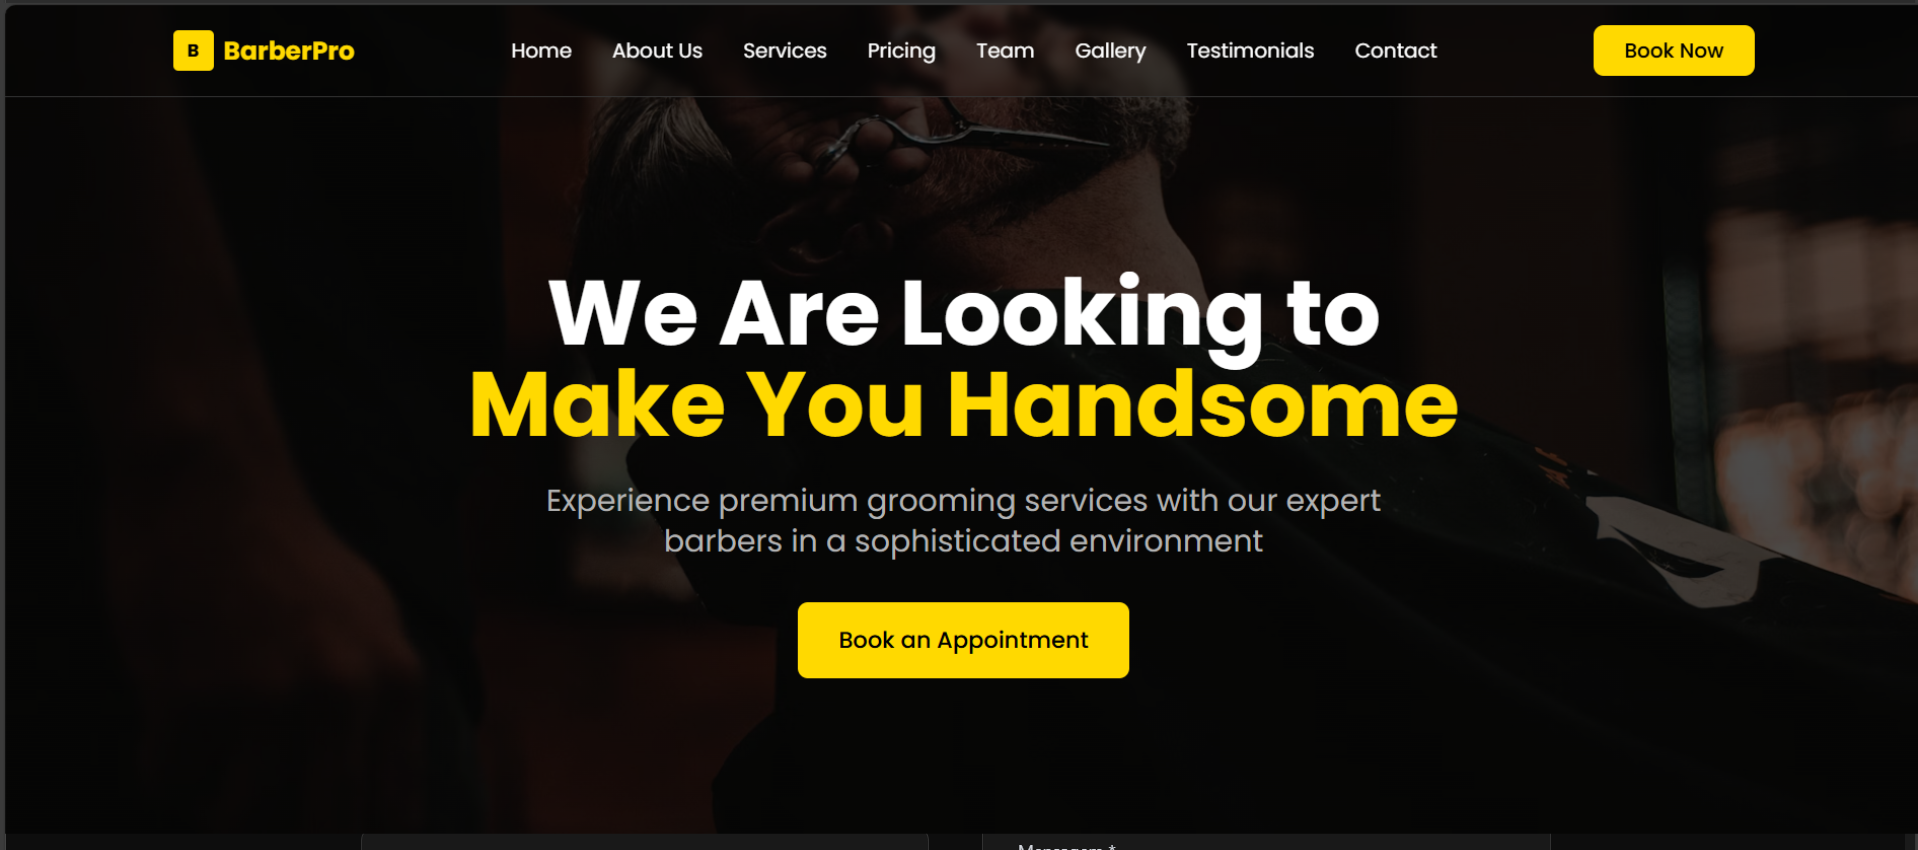 B BarberPro Home About Us Services Pricing Team Gallery Testimonials Contact Book Now
We Are Looking to
Make You Handsome
Experience premium grooming services with our expert
barbers in a sophisticated environment
Book an Appointment